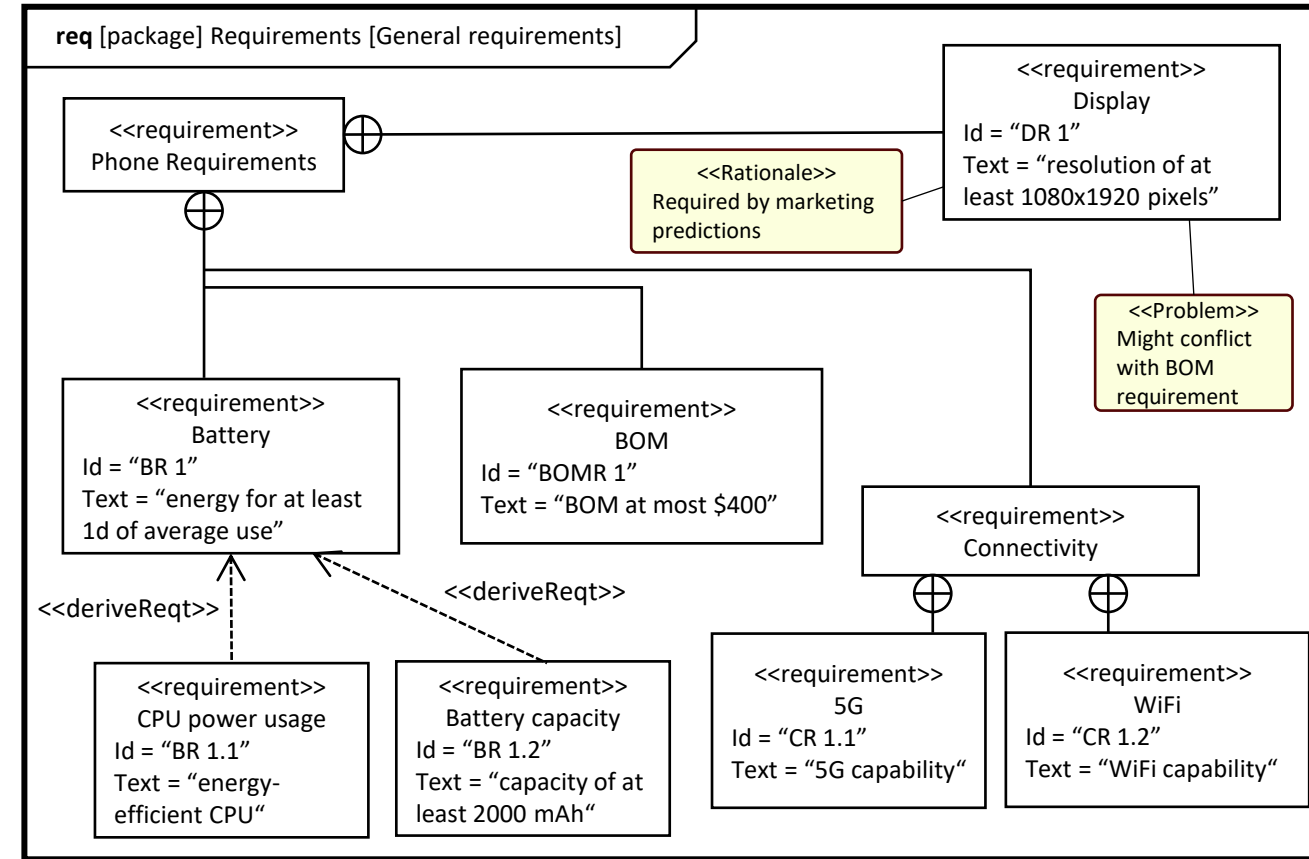 req [package] Requirements [General requirements]
<<requirement>>
Display
Id = “DR 1”
Text = “resolution of at
least 1080x1920 pixels”
<<requirement>>
Phone Requirements
<<Rationale>>
Required by marketing
predictions
<<Problem>>
Might conflict
with BOM
requirement
<<requirement>>
Battery
Id = “BR 1”
Text = “energy for at least
1d of average use”
<<requirement>>
BOM
Id = “BOMR 1”
Text = “BOM at most $400”
<<requirement>>
Connectivity
<<deriveReqt>>
<<deriveReqt>>
<<requirement>>
CPU power usage
Id = “BR 1.1”
Text = “energy-
efficient CPU“
<<requirement>>
Battery capacity
Id = “BR 1.2”
Text = “capacity of at
least 2000 mAh“
<<requirement>>
5G
Id = “CR 1.1”
Text = “5G capability“
<<requirement>>
WiFi
Id = “CR 1.2”
Text = “WiFi capability“